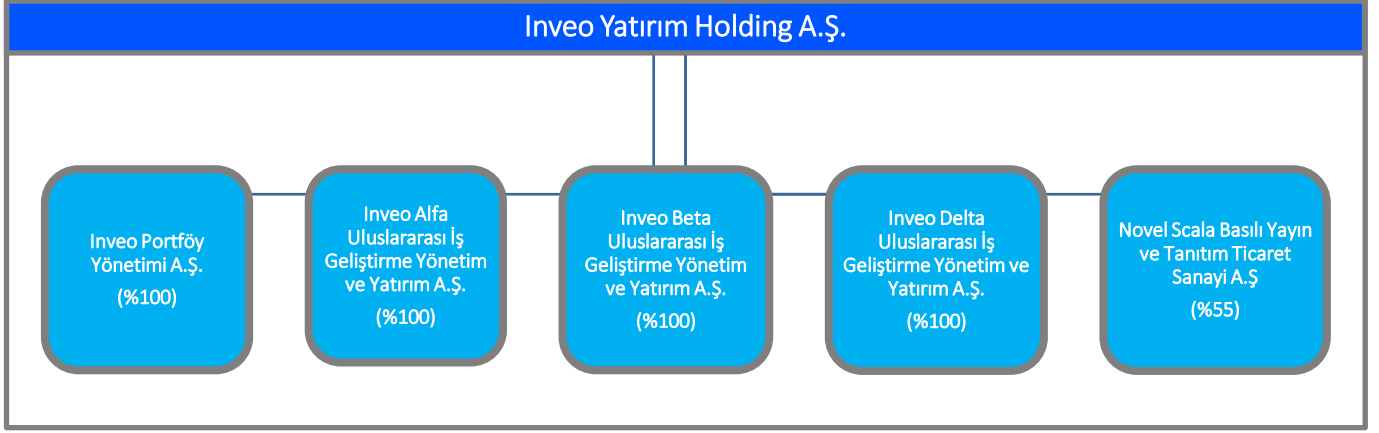 Inveo Yatırım Holding A.Ş.
Inveo Portföy
Yönetimi A.Ş.
(%100)
Inveo Alfa
Uluslararası İş
Geliştirme Yönetim
ve Yatırım A.Ş.
(%100)
Inveo Beta
Uluslararası İş
Geliştirme Yönetim
ve Yatırım A.Ş.
(%100)
Inveo Delta
Uluslararası İş
Geliştirme Yönetim ve
Yatırım A.Ş.
(%100)
Novel Scala Basılı Yayın
ve Tanıtım Ticaret
Sanayi A.Ş
(%55)